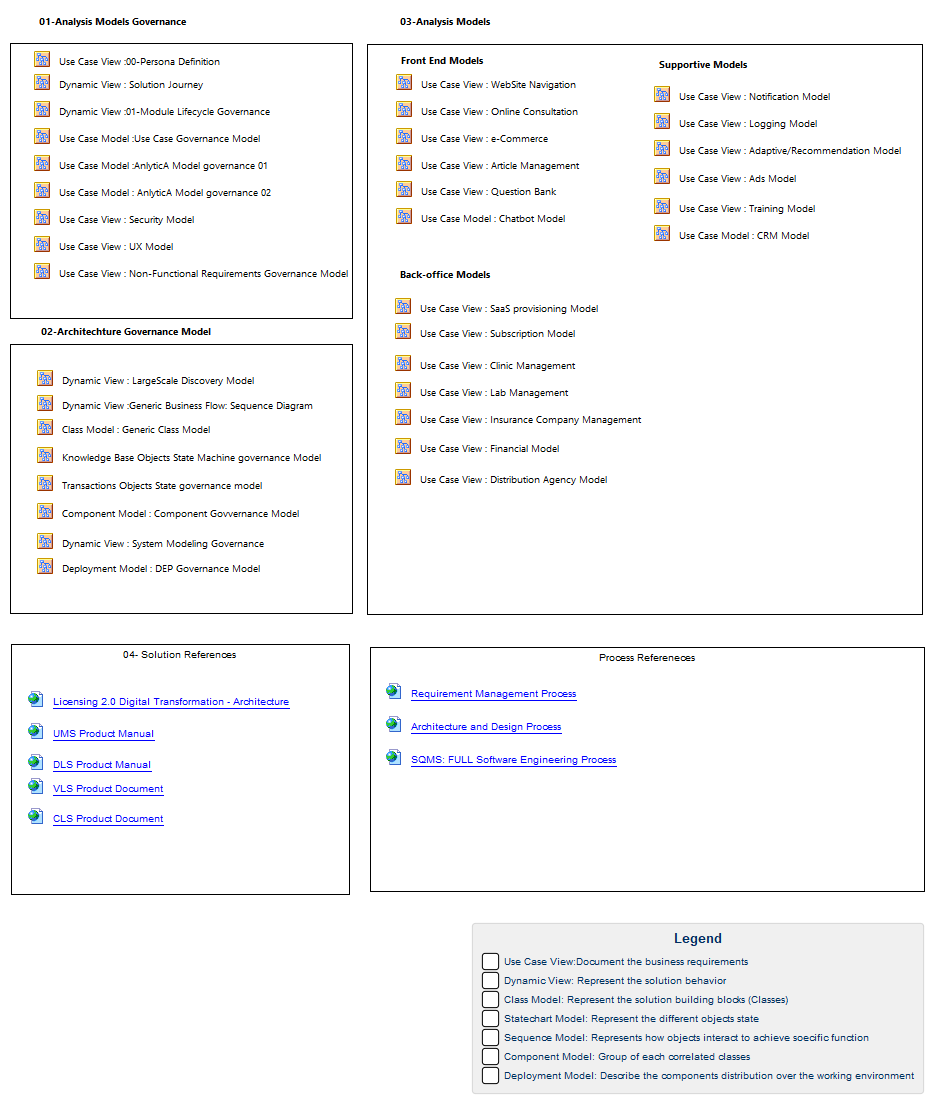 01-Analysis Models Governance
Use Case View :00-Persona Definition
Dynamic View : Solution Journey
Dynamic View :01-Module Lifecycle Governance
Use Case Model :Use Case Governance Model
Use Case Model :AnlyticA Model governance 01
Use Case Model : AnlyticA Model governance 02
Use Case View : Security Model
Use Case View : UX Model
Use Case View : Non-Functional Requirements Governance Model
02-Architechture Governance Model
Dynamic View : LargeScale Discovery Model
Dynamic View :Generic Business Flow: Sequence Diagram
Class Model : Generic Class Model
Knowledge Base Objects State Machine governance Model
Transactions Objects State governance model
Component Model : Component Govvernance Model
Dynamic View : System Modeling Governance
Deployment Model : DEP Governance Model
03-Analysis Models
Front End Models
Use Case View : WebSite Navigation
Use Case View : Online Consultation
Use Case View : e-Commerce
Use Case View : Article Management
Use Case View : Question Bank
Use Case Model : Chatbot Model
Supportive Models
Use Case View : Notification Model
Use Case View : Logging Model
Use Case View : Adaptive/Recommendation Model
Use Case View : Ads Model
Use Case View : Training Model
Use Case Model : CRM Model
Back-office Models
Use Case View : SaaS provisioning Model
Use Case View : Subscription Model
Use Case View : Clinic Management
Use Case View : Lab Management
Use Case View : Insurance Company Management
Use Case View : Financial Model
Use Case View : Distribution Agency Model
04- Solution References
Licensing 2.0 Digital Transformation - Architecture
UMS Product Manual
DLS Product Manual
VLS Product Document
CLS Product Document
Process Refereneces
Requirement Management Process
Architecture and Design Process
SQMS: FULL Software Engineering Process
Legend
Use Case View:Document the business requirements
Dynamic View: Represent the solution behavior
Class Model: Represent the solution building blocks (Classes)
Statechart Model: Represent the different objects state
Sequence Model: Represents how objects interact to achieve soecific function
Component Model: Group of each correlated classes
Deployment Model: Describe the components distribution over the working environment